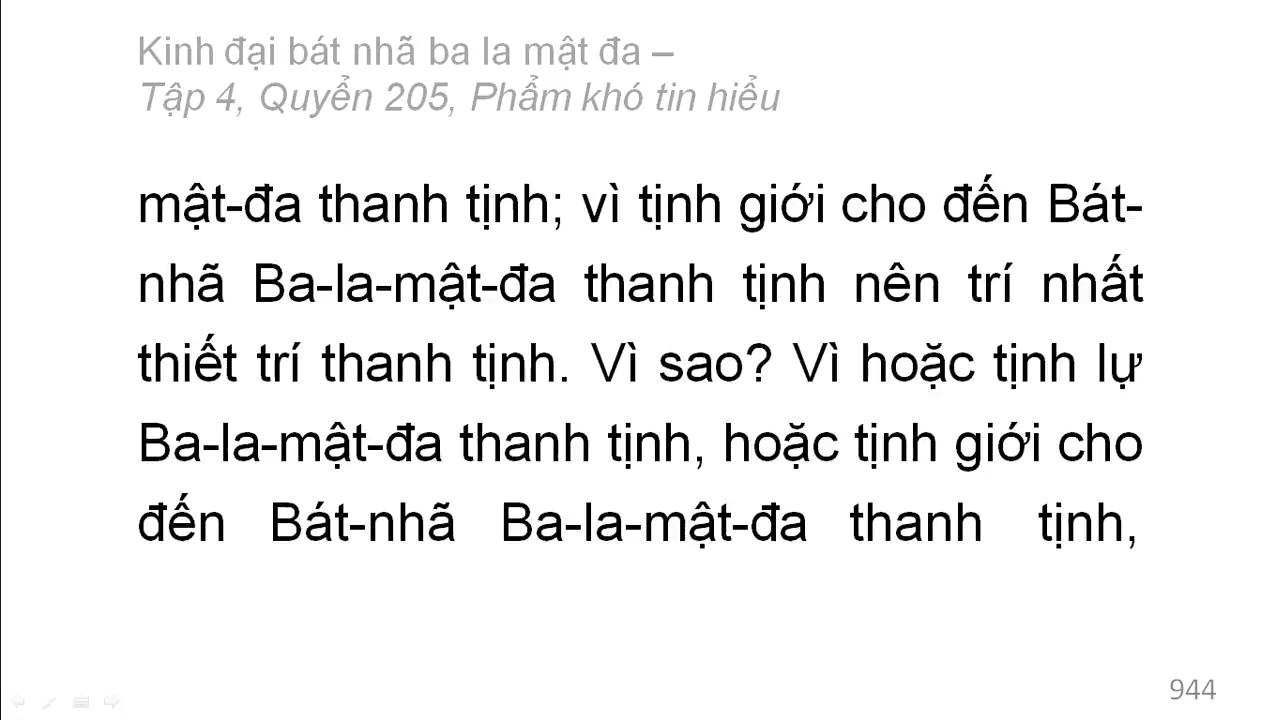 Kinh đại bát nhã ba la mật đa –
Tập 4, Quyển 205, Phẩm khó tin hiểu
mật-đa thanh tịnh; vì tịnh giới cho đến Bát-
nhã Ba-la-mật-đa thanh tịnh nên trí nhất
thiết trí thanh tịnh. Vì sao? Vì hoặc tịnh lự
Ba-la-mật-đa thanh tịnh, hoặc tịnh giới cho
đến Bát-nhã Ba-la-mật-đa thanh tịnh,
944